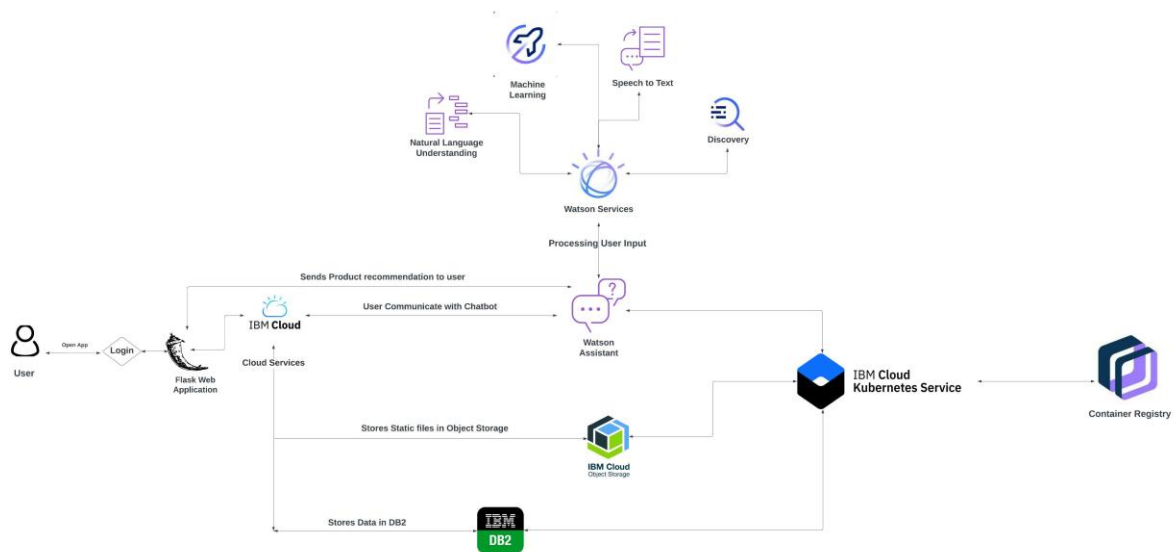 Machine
Learning
Speech to Text
Natural Language
Understanding
Discovery
Watson Services
Processing User Input
Sends Product recommendation to user
User Communicate with Chatbot
IBM Cloud
Open App
Login
User
Flask Web
Application
Cloud Services
Watson
Assistant
IBM Cloud
Kubernetes Service
Container Registry
Stores Static files in Object Storage
IBM Cloud
Object Storage
Stores Data in DB2
IBM
DB2